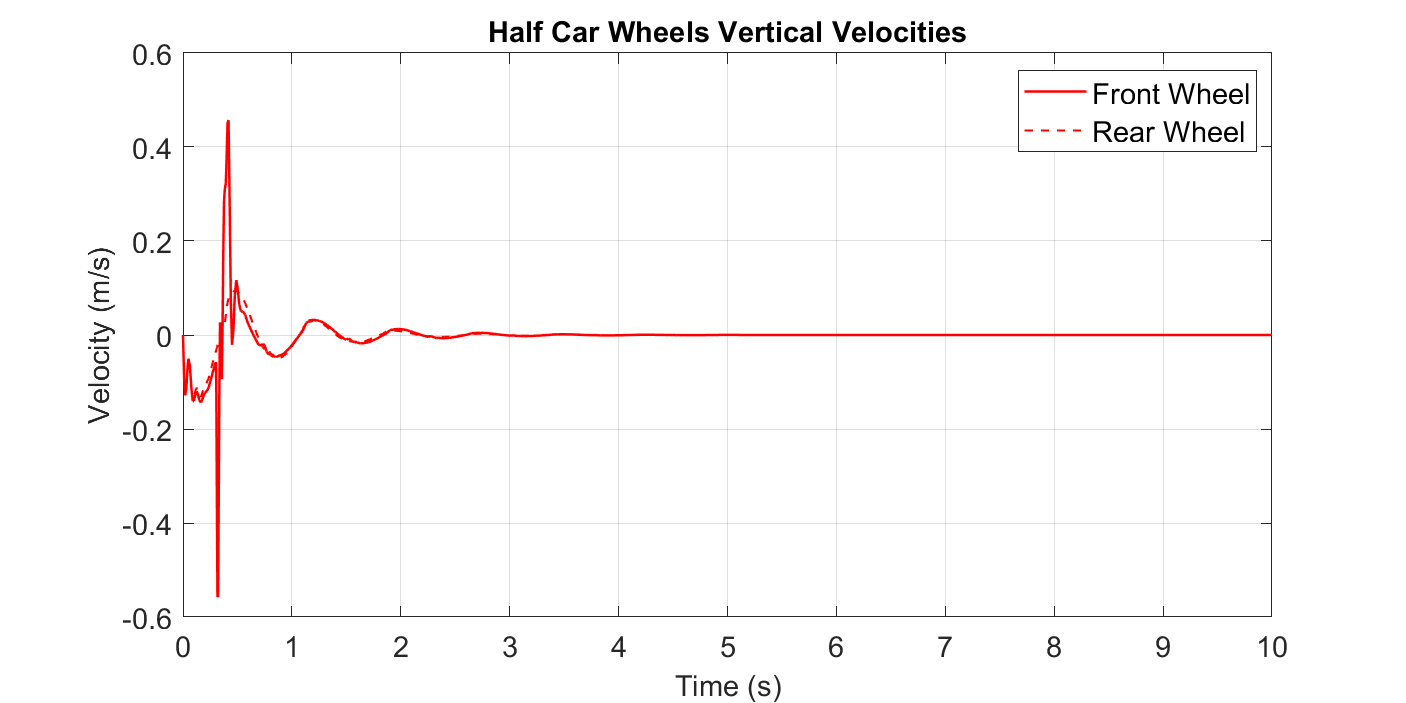 Half Car Wheels Vertical Velocities
0.6
0.4
0.2
0
-0.2
-0.4
-0.6
Velocity (m/s)
Front Wheel
Rear Wheel
0 1 2 3 4 5 6 7 8 9 10
Time (s)